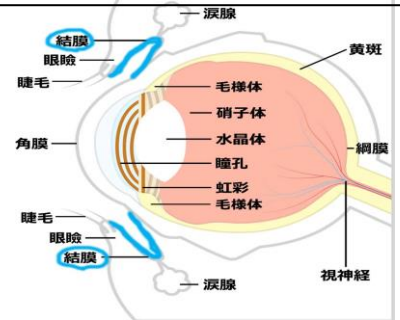 涙腺
結膜
眼瞼
睫毛
黄斑
毛様体
硝子体
水晶体
角膜
瞳孔
網膜
虹彩
毛様体
睫毛
眼瞼
結膜
視神経
涙腺